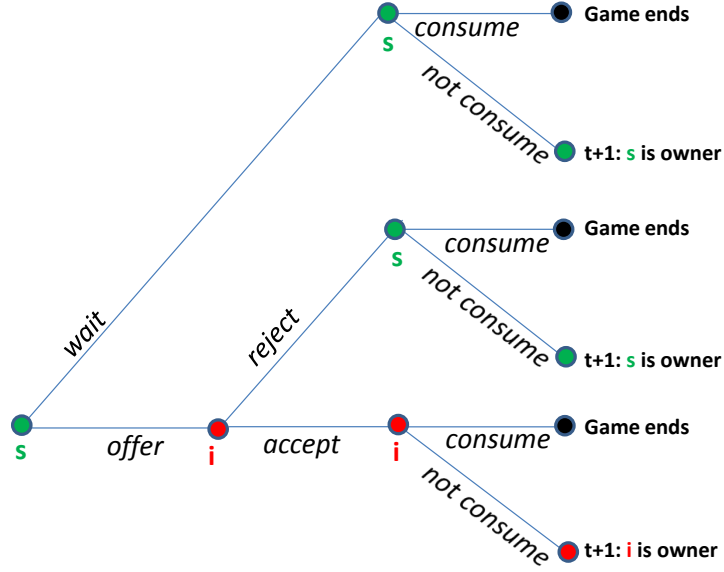 consume
Game ends
s
not consume
t+1: s is owner
wait
consume
Game ends
s
reject
not consume
t+1: s is owner
s
offer
i
accept
i
consume
Game ends
not consume
t+1: i is owner